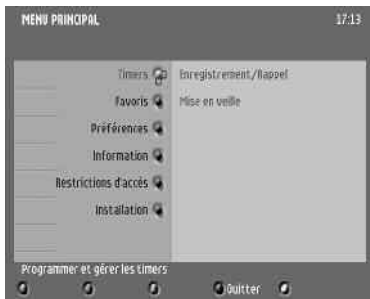 MENU PRINCIPAL 17:13
Timers Enregistrement/Rappel
Favoris Mise en veille
Préférences
Information
Restrictions d'accés
Installation
Programmer et gérer les timers
Quitter